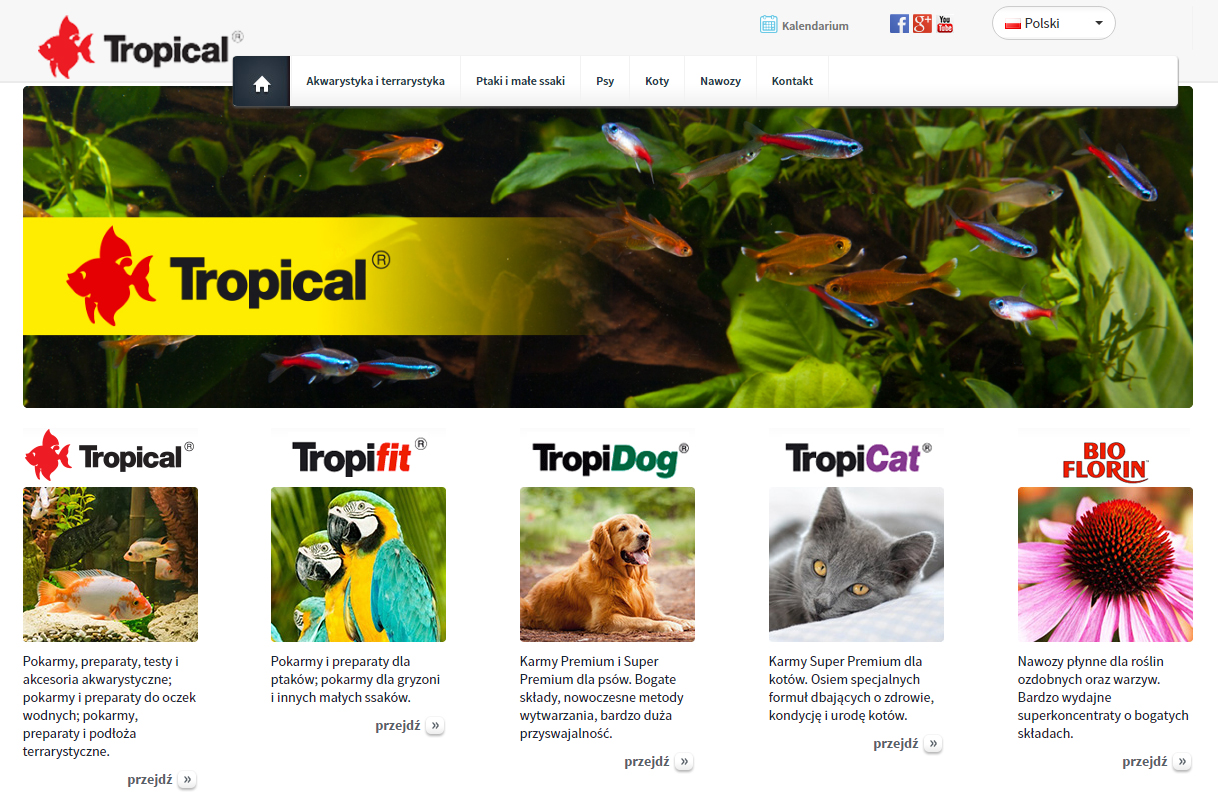 Tropical®
Kalendarium
f
g+
You
Tube
Polski
Akwarystyka i terrarystyka
Ptaki i małe ssaki
Psy
Koty
Nawozy
Kontakt
Tropical®
Tropical®
Pokarmy, preparaty, testy i
akcesoria akwarystyczne;
pokarmy i preparaty do oczek
wodnych; pokarmy,
preparaty i podłoża
terrarystyczne.
przejdź »
Tropifit®
Pokarmy i preparaty dla
ptaków; pokarmy dla gryzoni
i innych małych ssaków.
przejdź »
TropiDog®
Karmy Premium i Super
Premium dla psów. Bogate
składy, nowoczesne metody
wytwarzania, bardzo duża
przyswajalność.
przejdź »
TropiCat®
Karmy Super Premium dla
kotów. Osiem specjalnych
formuł dbających o zdrowie,
kondycję i urodę kotów.
przejdź »
BIO
FLORIN
Nawozy płynne dla roślin
ozdobnych oraz warzyw.
Bardzo wydajne
superkoncentraty o bogatych
składach.
przejdź »